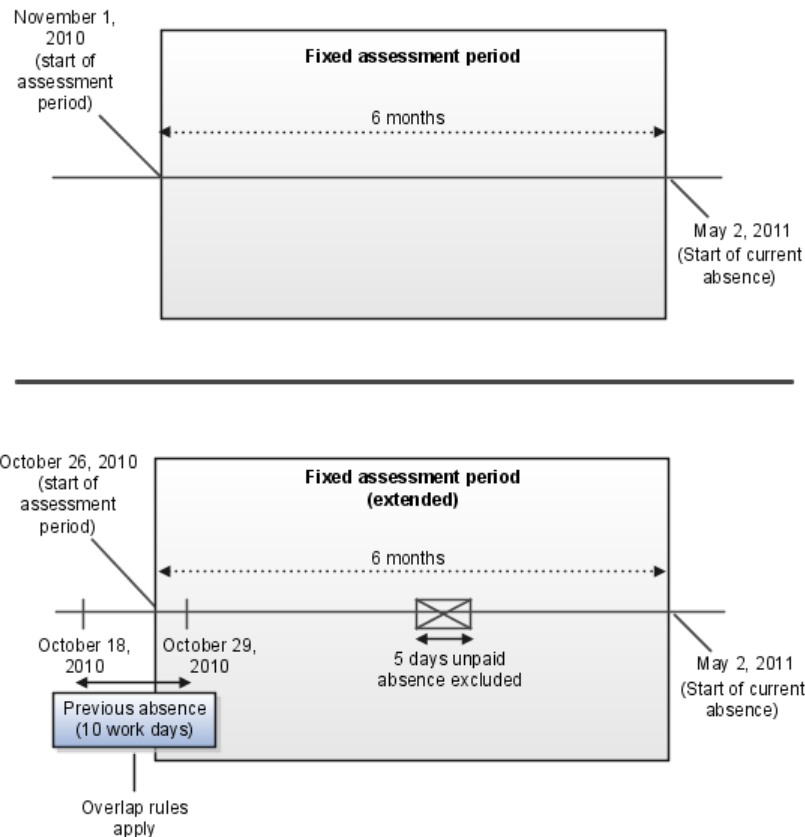 November 1,
2010
(start of
assessment
period)
Fixed assessment period
6 months
May 2, 2011
(Start of current
absence)
October 26, 2010
(start of
assessment
period)
Fixed assessment period
(extended)
6 months
October 18,
2010
October 29,
2010
5 days unpaid
absence excluded
May 2, 2011
(Start of current
absence)
Previous absence
(10 work days)
Overlap rules
apply